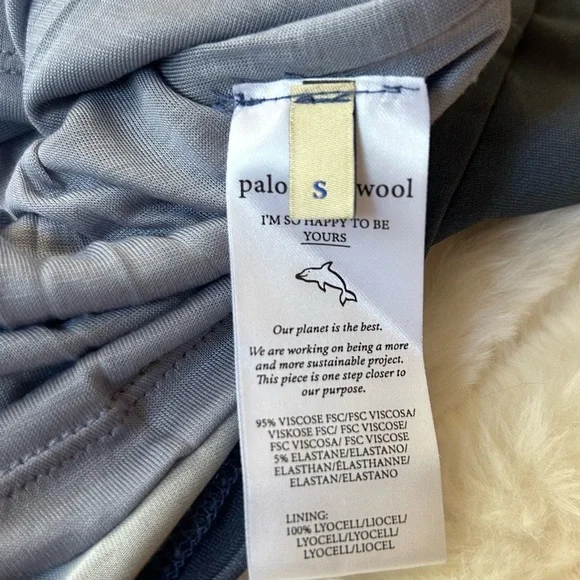 palo S wool
I'M SO HAPPY TO BE
YOURS
Our planet is the best.
We are working on being a more
and more sustainable project.
This piece is one step closer to
our purpose.
95% VISCOSE FSC/FSC VISCOSA/
VISKOSE FSC/ FSC VISCOSE/
FSC VISCOSA/ FSC VISCOSE
5% ELASTANE/ELASTANO/
ELASTHAN/ÉLASTHANNE/
ELASTAN/ELASTANO
LINING:
100% LYOCELL/LIOCEL/
LYOCELL/LYOCELL/
LYOCELL/LIOCEL